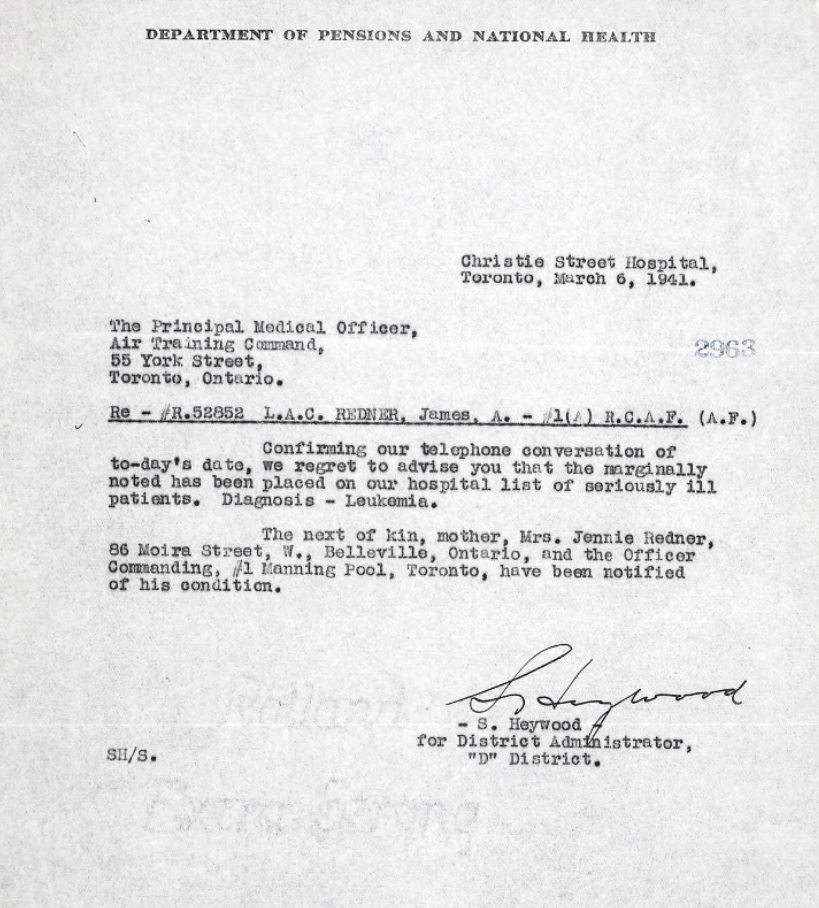 DEPARTMENT OF PENSIONS AND NATIONAL HEALTH
Christie Street Hospital,
Toronto, March 6, 1941.
The Principal Medical Officer,
Air Training Command,
55 York Street,
Toronto, Ontario.
2963
Re - #R.52852 L.A.C. REDNER, James, A. - #1(A) R.C.A.F. (A.F.)
Confirming our telephone conversation of
to-day's date, we regret to advise you that the marginally
noted has been placed on our hospital list of seriously ill
patients. Diagnosis - Leukemia.
The next of kin, mother, Mrs. Jennie Redner,
86 Moira Street, W., Belleville, Ontario, and the Officer
Commanding, #1 Manning Pool, Toronto, have been notified
of his condition.
S. Heywood
- S. Heywood -
for District Administrator,
"D" District.
SH/S.